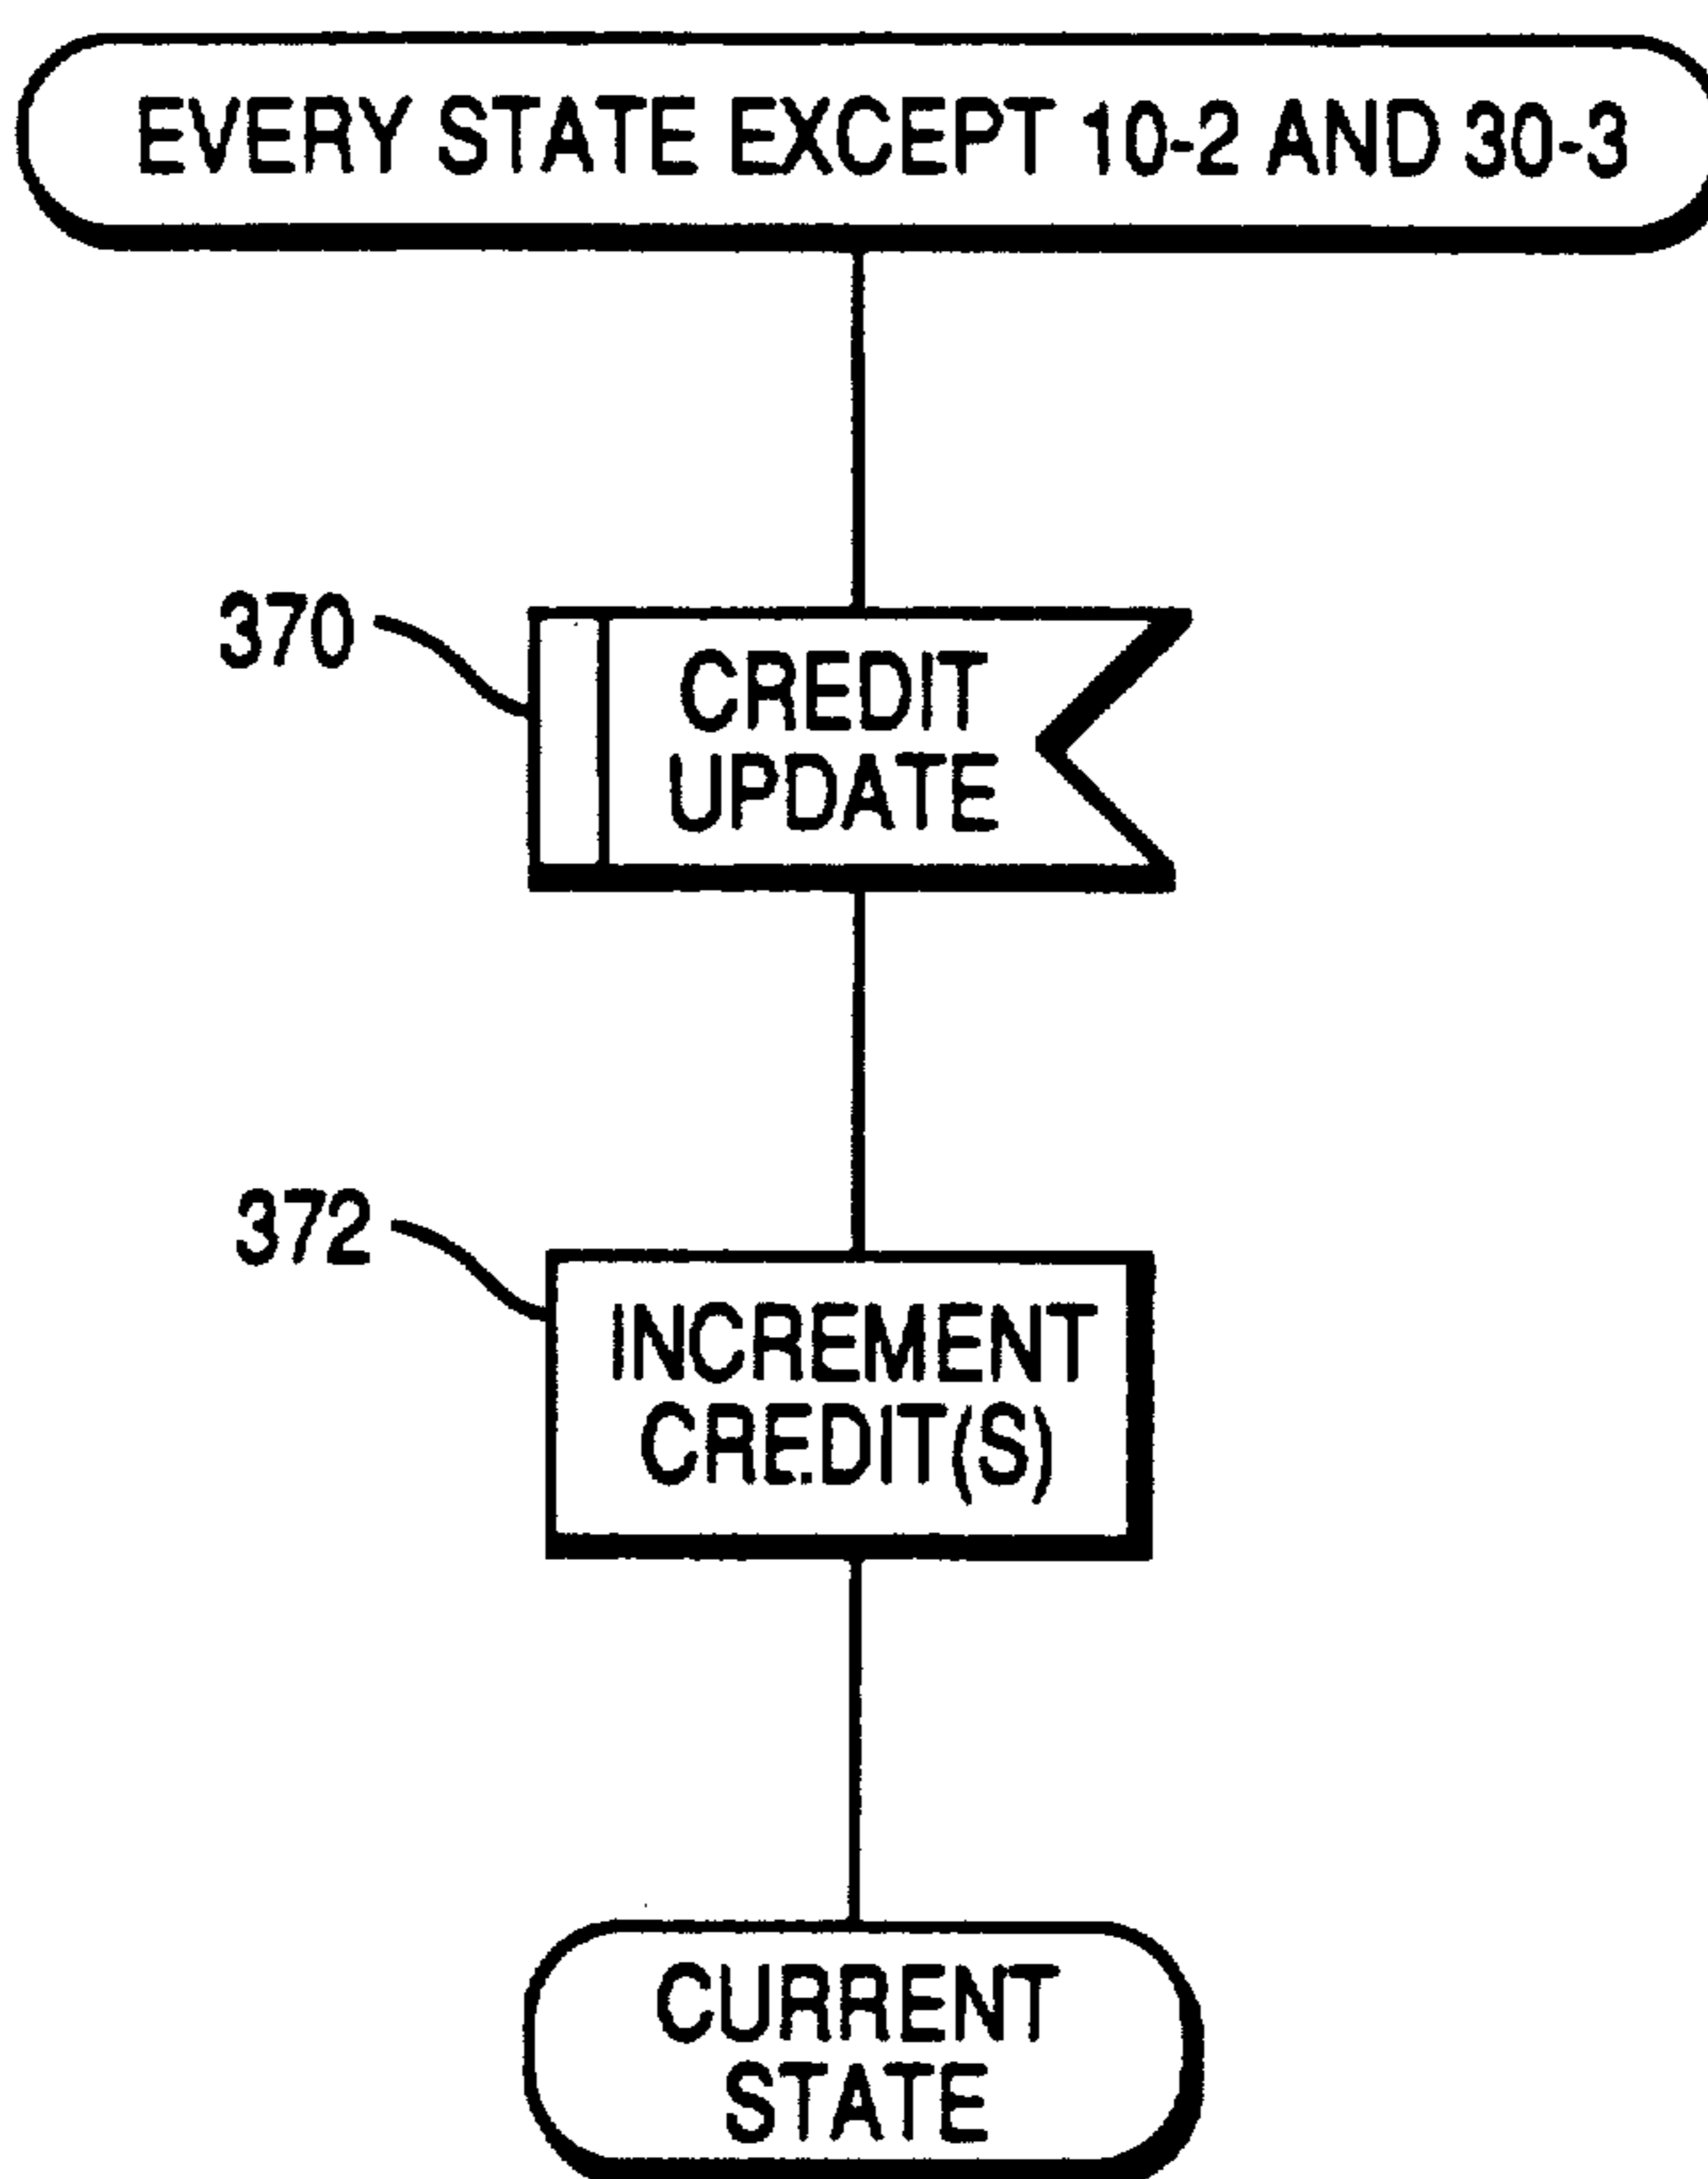 EVERY STATE EXCEPT 10-2 AND 30-3
370
CREDIT
UPDATE
372
INCREMENT
CREDIT(S)
CURRENT
STATE